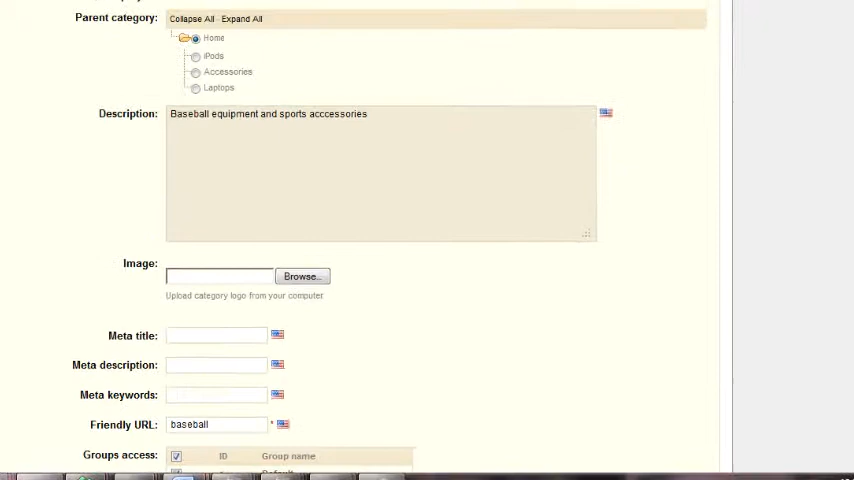 Parent category:
Collapse All - Expand All
Home
iPods
Accessories
Laptops
Description:
Baseball equipment and sports acccessories
Image:
Browse..
Upload category logo from your computer
Meta title:
Meta description:
Meta keywords:
Friendly URL:
baseball *
Groups access:
ID Group name
Default